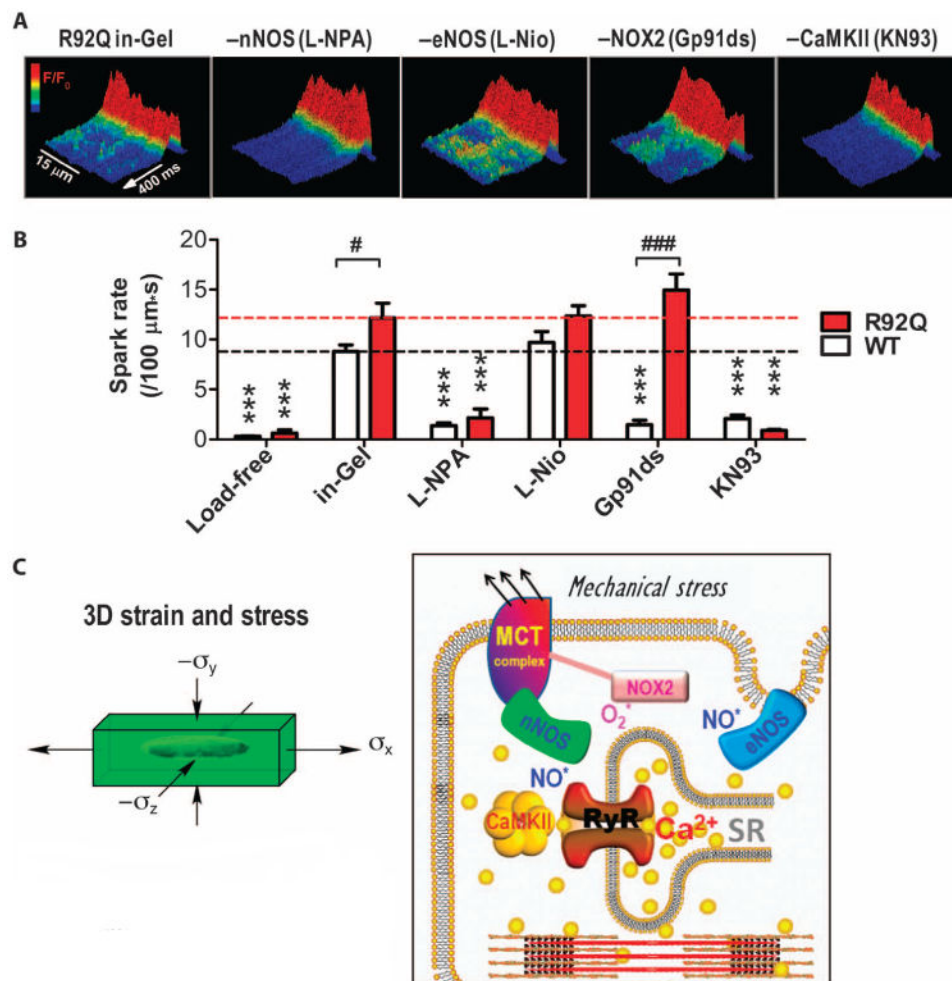 A
R92Q in-Gel
–nNOS (L-NPA)
–eNOS (L-Nio)
–NOX2 (Gp91ds)
–CaMKII (KN93)
F/F₀
15 μm
400 ms
B
Spark rate
(/100 μm*s)
20
15
10
5
0
#
###
***
***
***
***
***
***
***
R92Q
WT
Load-free
in-Gel
L-NPA
L-Nio
Gp91ds
KN93
C
3D strain and stress
–σy
σx
–σz
Mechanical stress
MCT
complex
NOX2
O₂*
nNOS
NO*
eNOS
NO*
CaMKII
RyR
Ca²⁺
SR